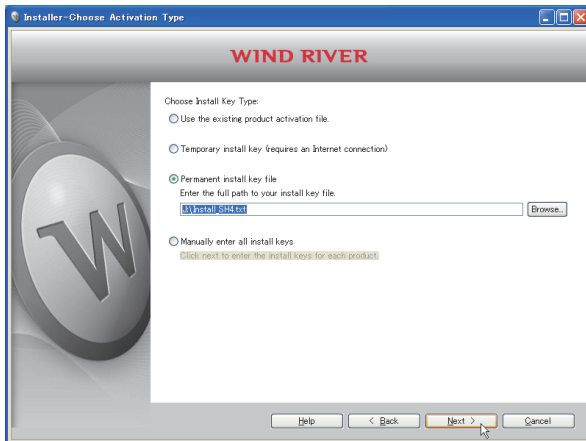 Installer-Choose Activation Type
WIND RIVER
Choose Install Key Type:
Use the existing product activation file.
Temporary install key (requires an Internet connection)
Permanent install key file
Enter the full path to your install key file.
J:\Install_SH4.txt
Browse...
Manually enter all install keys
Click next to enter the install keys for each product.
Help
< Back
Next >
Cancel